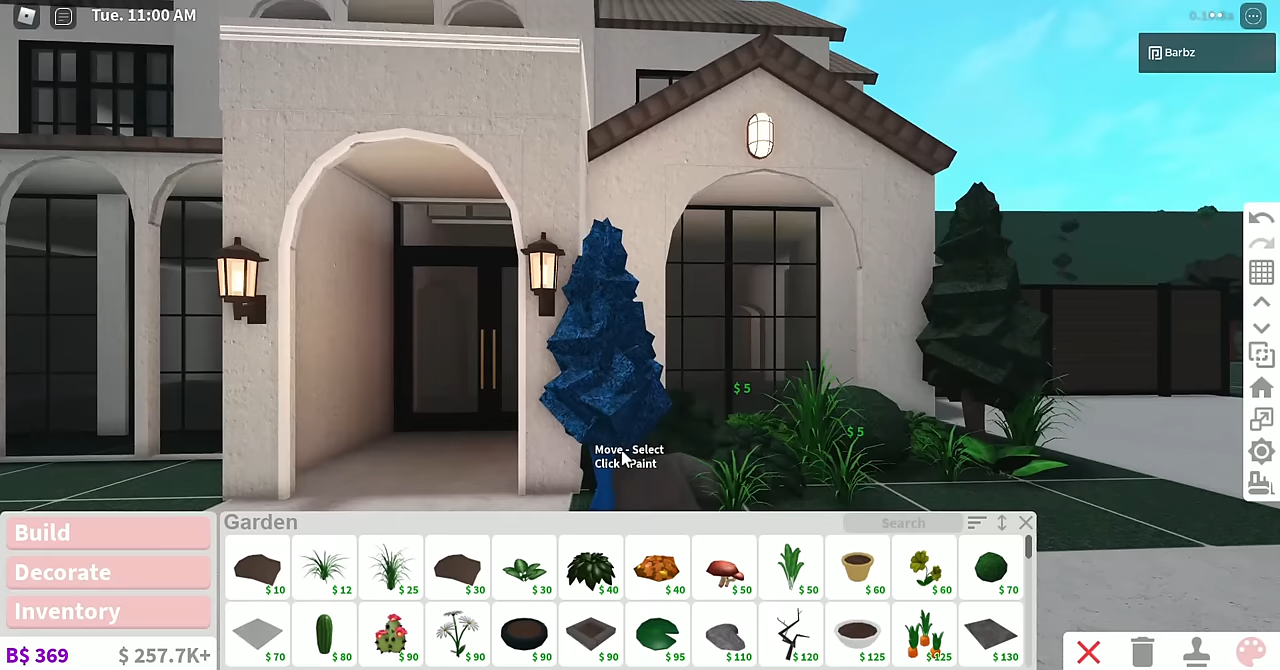 Tue. 11:00 AM
Barbz
$ 5
$ 5
Move - Select
Click - Paint
Build
Decorate
Inventory
B$ 369
$ 257.7K+
Garden
Search
$ 10
$ 12
$ 25
$ 30
$ 30
$ 40
$ 40
$ 50
$ 50
$ 60
$ 60
$ 70
$ 70
$ 80
$ 90
$ 90
$ 90
$ 90
$ 95
$ 110
$ 120
$ 125
$ 125
$ 130